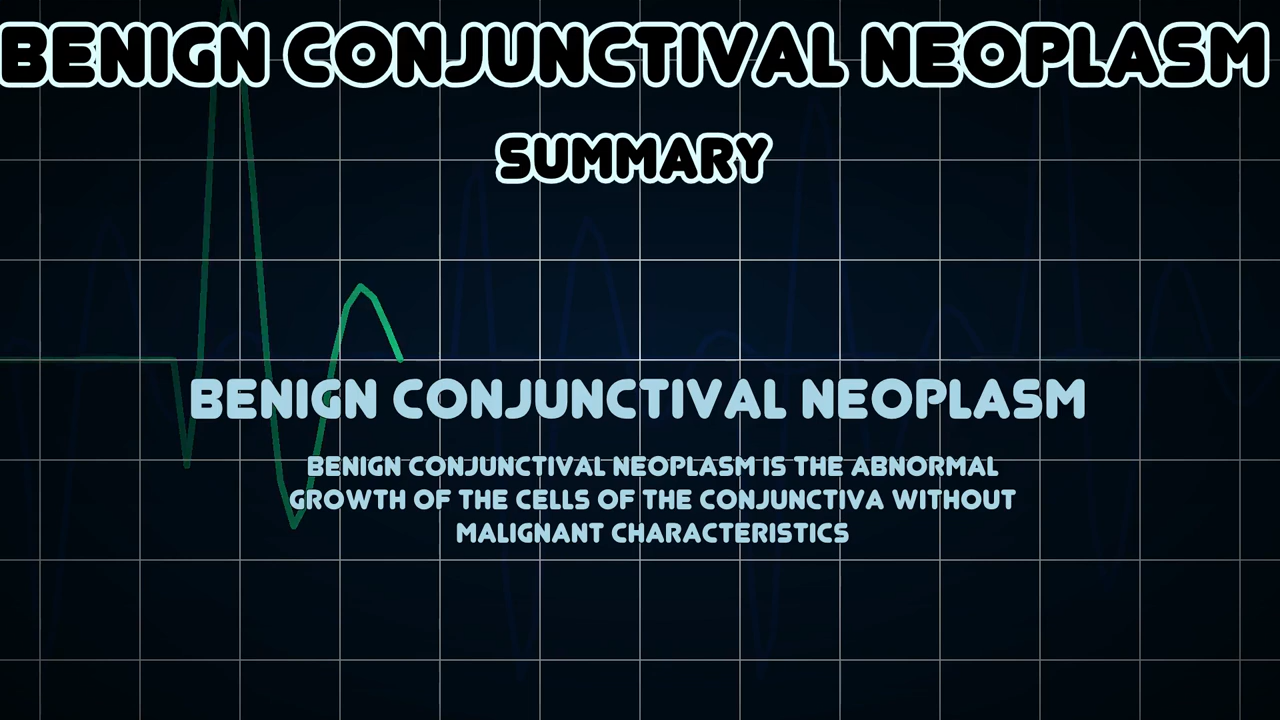 BENIGN CONJUNCTIVAL NEOPLASM
SUMMARY
BENIGN CONJUNCTIVAL NEOPLASM
BENIGN CONJUNCTIVAL NEOPLASM IS THE ABNORMAL
GROWTH OF THE CELLS OF THE CONJUNCTIVA WITHOUT
MALIGNANT CHARACTERISTICS